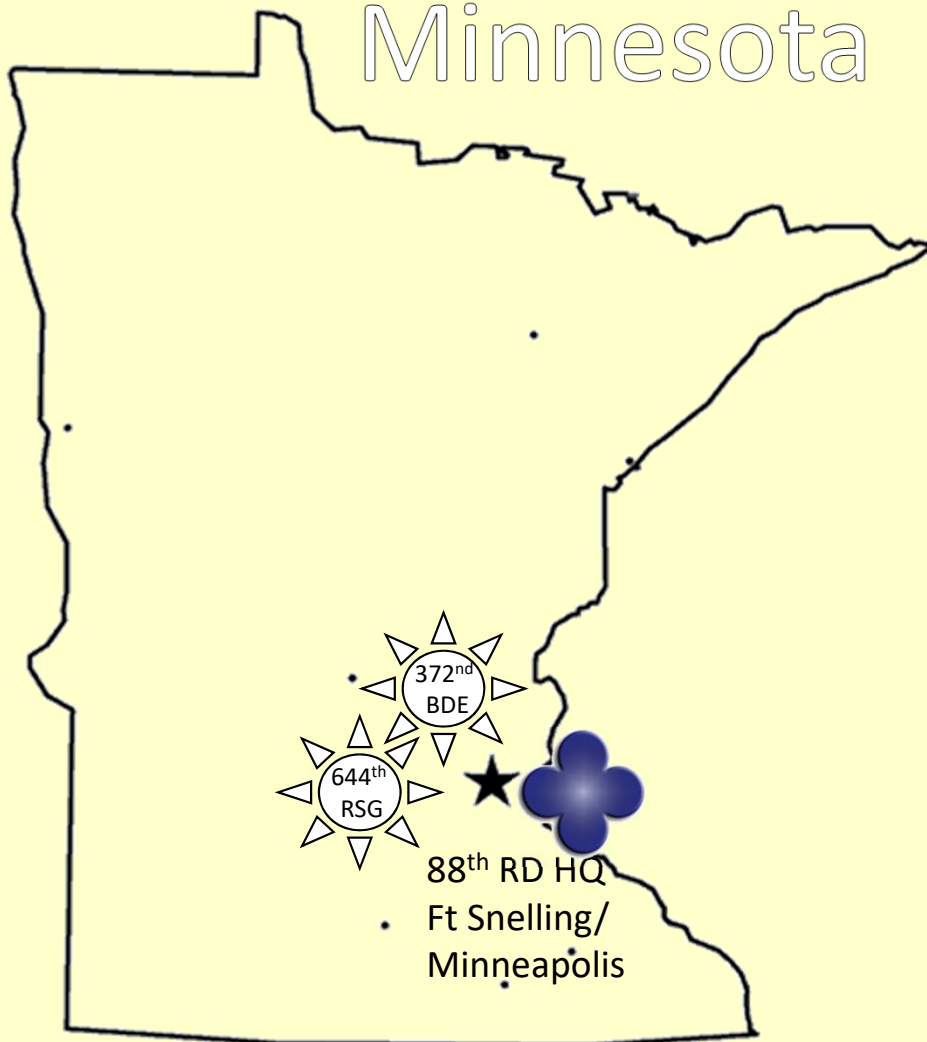 Minnesota
372nd
BDE
644th
RSG
88th RD HQ
Ft Snelling/
Minneapolis